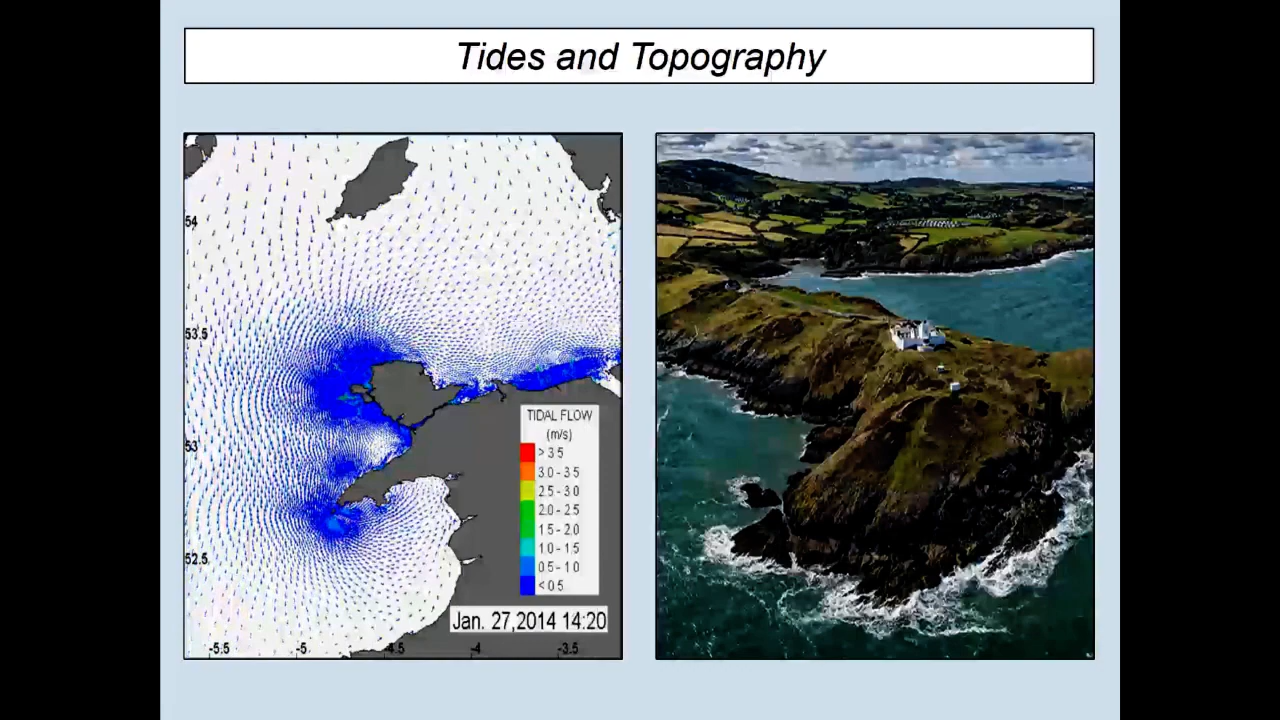 Tides and Topography
54
53.5
53
52.5
-5.5
-5
-4.5
-4
-3.5
TIDAL FLOW
(m/s)
> 3.5
3.0 - 3.5
2.5 - 3.0
2.0 - 2.5
1.5 - 2.0
1.0 - 1.5
0.5 - 1.0
< 0.5
Jan. 27,2014 14:20